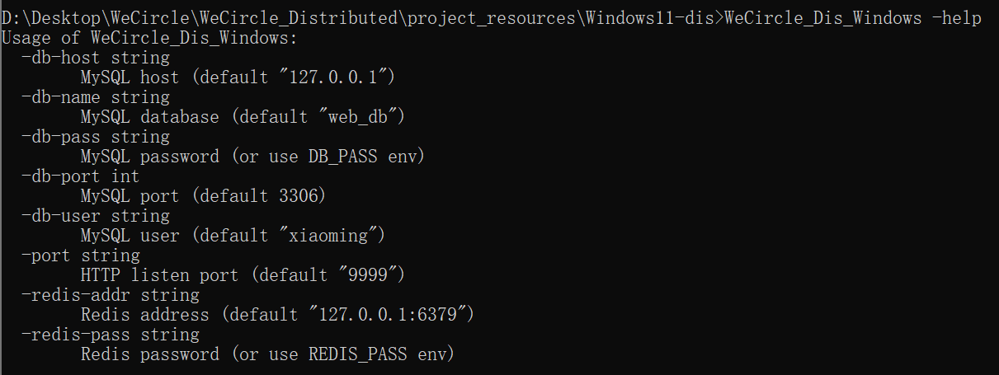 D:\Desktop\WeCircle\WeCircle_Distributed\project_resources\Windows11-dis>WeCircle_Dis_Windows -help
Usage of WeCircle_Dis_Windows:
  -db-host string
        MySQL host (default "127.0.0.1")
  -db-name string
        MySQL database (default "web_db")
  -db-pass string
        MySQL password (or use DB_PASS env)
  -db-port int
        MySQL port (default 3306)
  -db-user string
        MySQL user (default "xiaoming")
  -port string
        HTTP listen port (default "9999")
  -redis-addr string
        Redis address (default "127.0.0.1:6379")
  -redis-pass string
        Redis password (or use REDIS_PASS env)